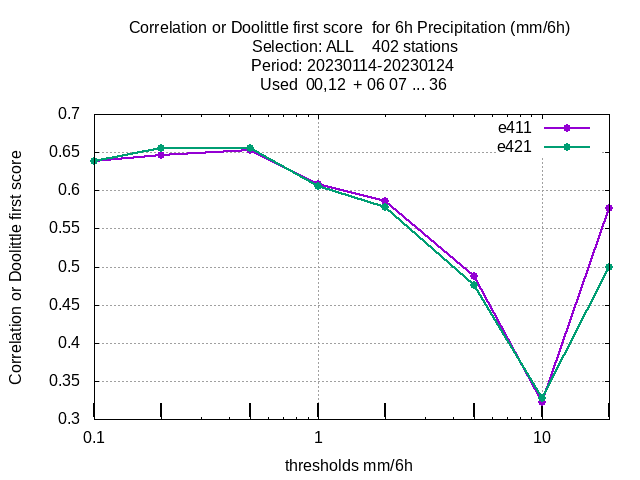 Correlation or Doolittle first score  for 6h Precipitation (mm/6h)
Selection: ALL    402 stations
Period: 20230114-20230124
Used  00,12  + 06 07 ... 36
Correlation or Doolittle first score
0.7
0.65
0.6
0.55
0.5
0.45
0.4
0.35
0.3
e411
e421
0.1
1
10
thresholds mm/6h